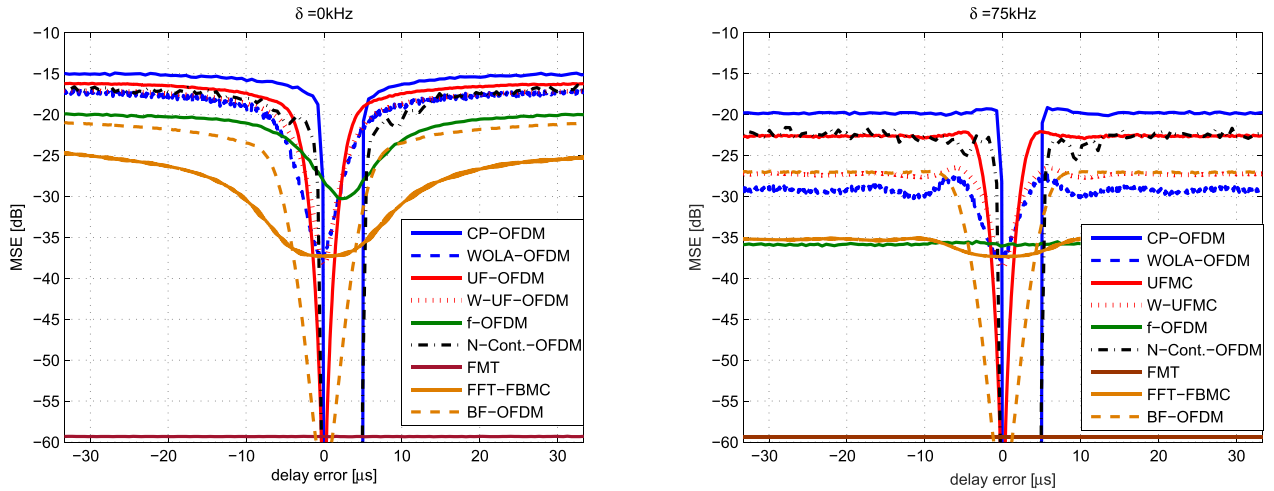 δ =0kHz
−10
−15
−20
−25
−30
−35
−40
−45
−50
−55
−60
MSE [dB]
−30
−20
−10
0
10
20
30
delay error [μs]
CP−OFDM
WOLA−OFDM
UF−OFDM
W−UF−OFDM
f−OFDM
N−Cont.−OFDM
FMT
FFT−FBMC
BF−OFDM
δ =75kHz
−10
−15
−20
−25
−30
−35
−40
−45
−50
−55
−60
MSE [dB]
−30
−20
−10
0
10
20
30
delay error [μs]
CP−OFDM
WOLA−OFDM
UFMC
W−UFMC
f−OFDM
N−Cont.−OFDM
FMT
FFT−FBMC
BF−OFDM